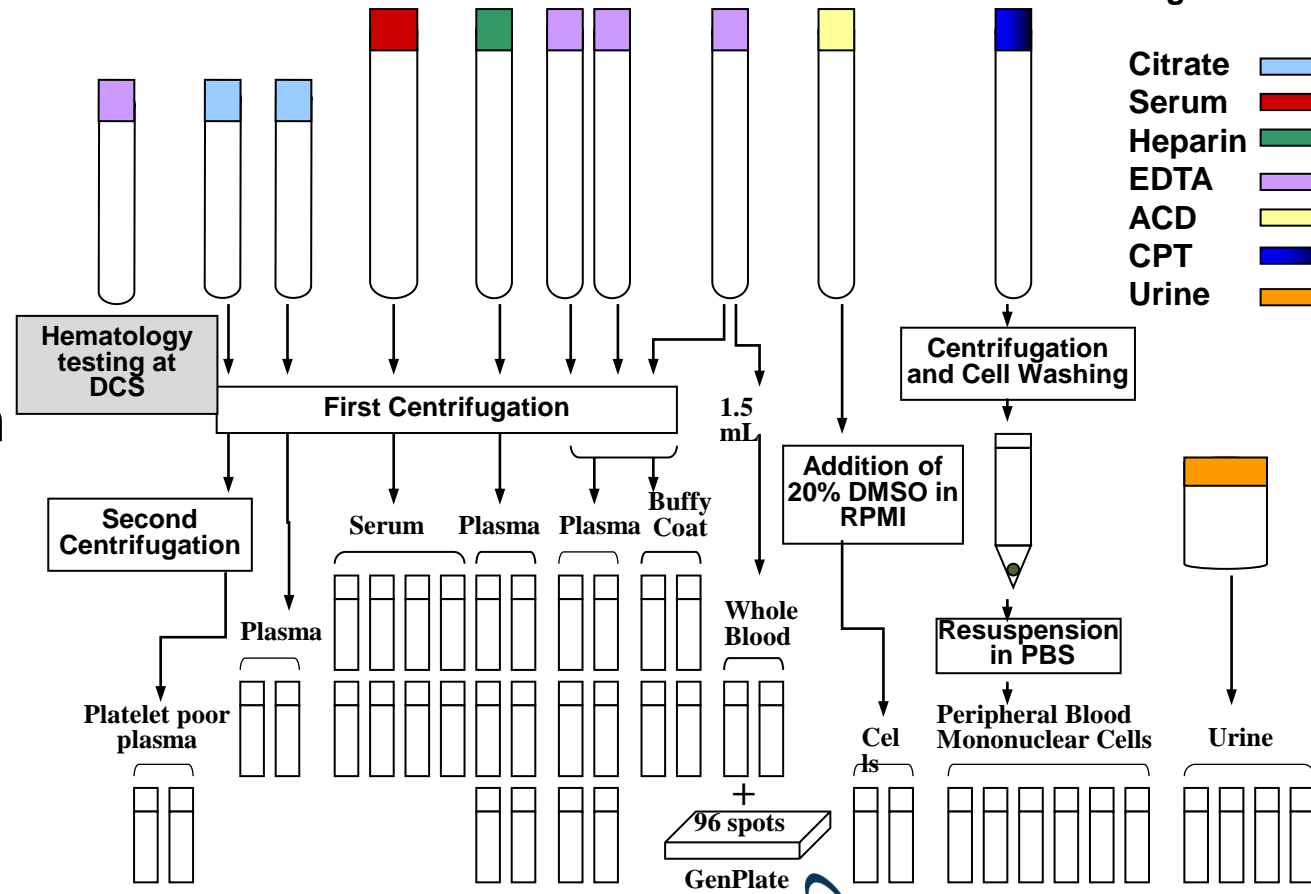 Citrate
Serum
Heparin
EDTA
ACD
CPT
Urine
Hematology
testing at
DCS
First Centrifugation
1.5
mL
Centrifugation
and Cell Washing
Addition of
20% DMSO in
RPMI
Second
Centrifugation
Serum
Plasma
Plasma
Buffy
Coat
Plasma
Whole
Blood
Resuspension
in PBS
Platelet poor
plasma
Cel
ls
Peripheral Blood
Mononuclear Cells
Urine
+
96 spots
GenPlate